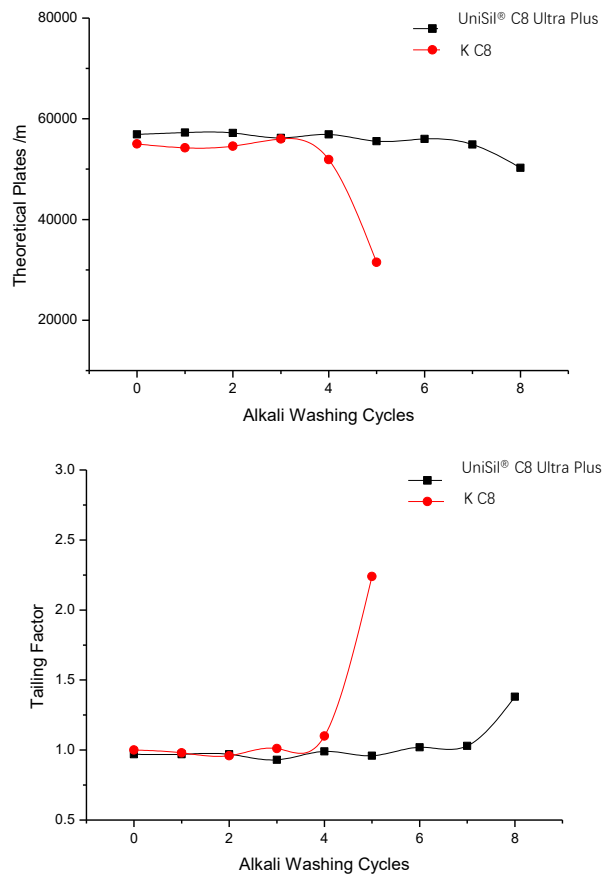 UniSil® C8 Ultra Plus
K C8
80000
60000
40000
20000
Theoretical Plates /m
0 2 4 6 8
Alkali Washing Cycles
UniSil® C8 Ultra Plus
K C8
3.0
2.5
2.0
1.5
1.0
0.5
Tailing Factor
0 2 4 6 8
Alkali Washing Cycles